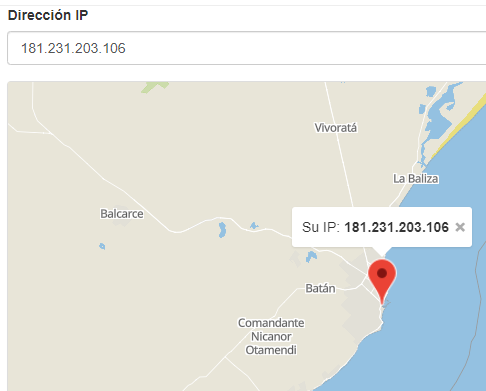 Dirección IP
181.231.203.106
Vivoratá
La Baliza
Balcarce
Su IP: 181.231.203.106 ×
Batán
Comandante
Nicanor
Otamendi